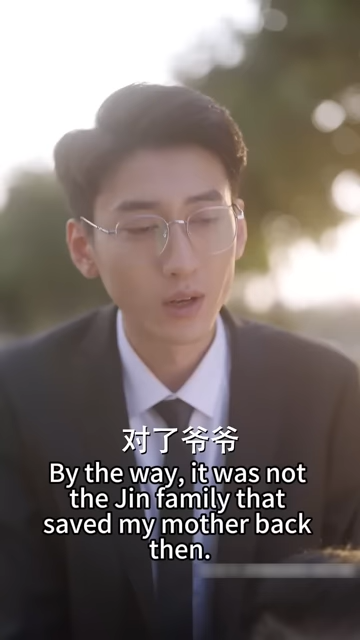 对了爷爷
By the way, it was not
the Jin family that
saved my mother back
then.